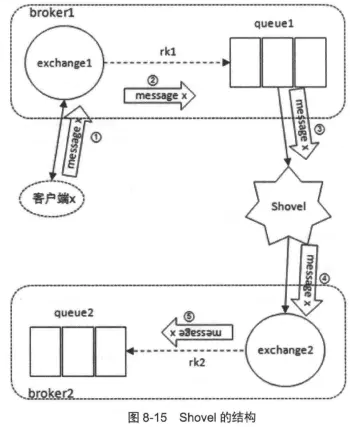 broker1
queue1
exchange1
rk1
②
message x
message x
①
message x
③
客户端x
Shovel
message x
④
queue2
⑤
message x
rk2
exchange2
broker2
图 8-15 Shovel 的结构